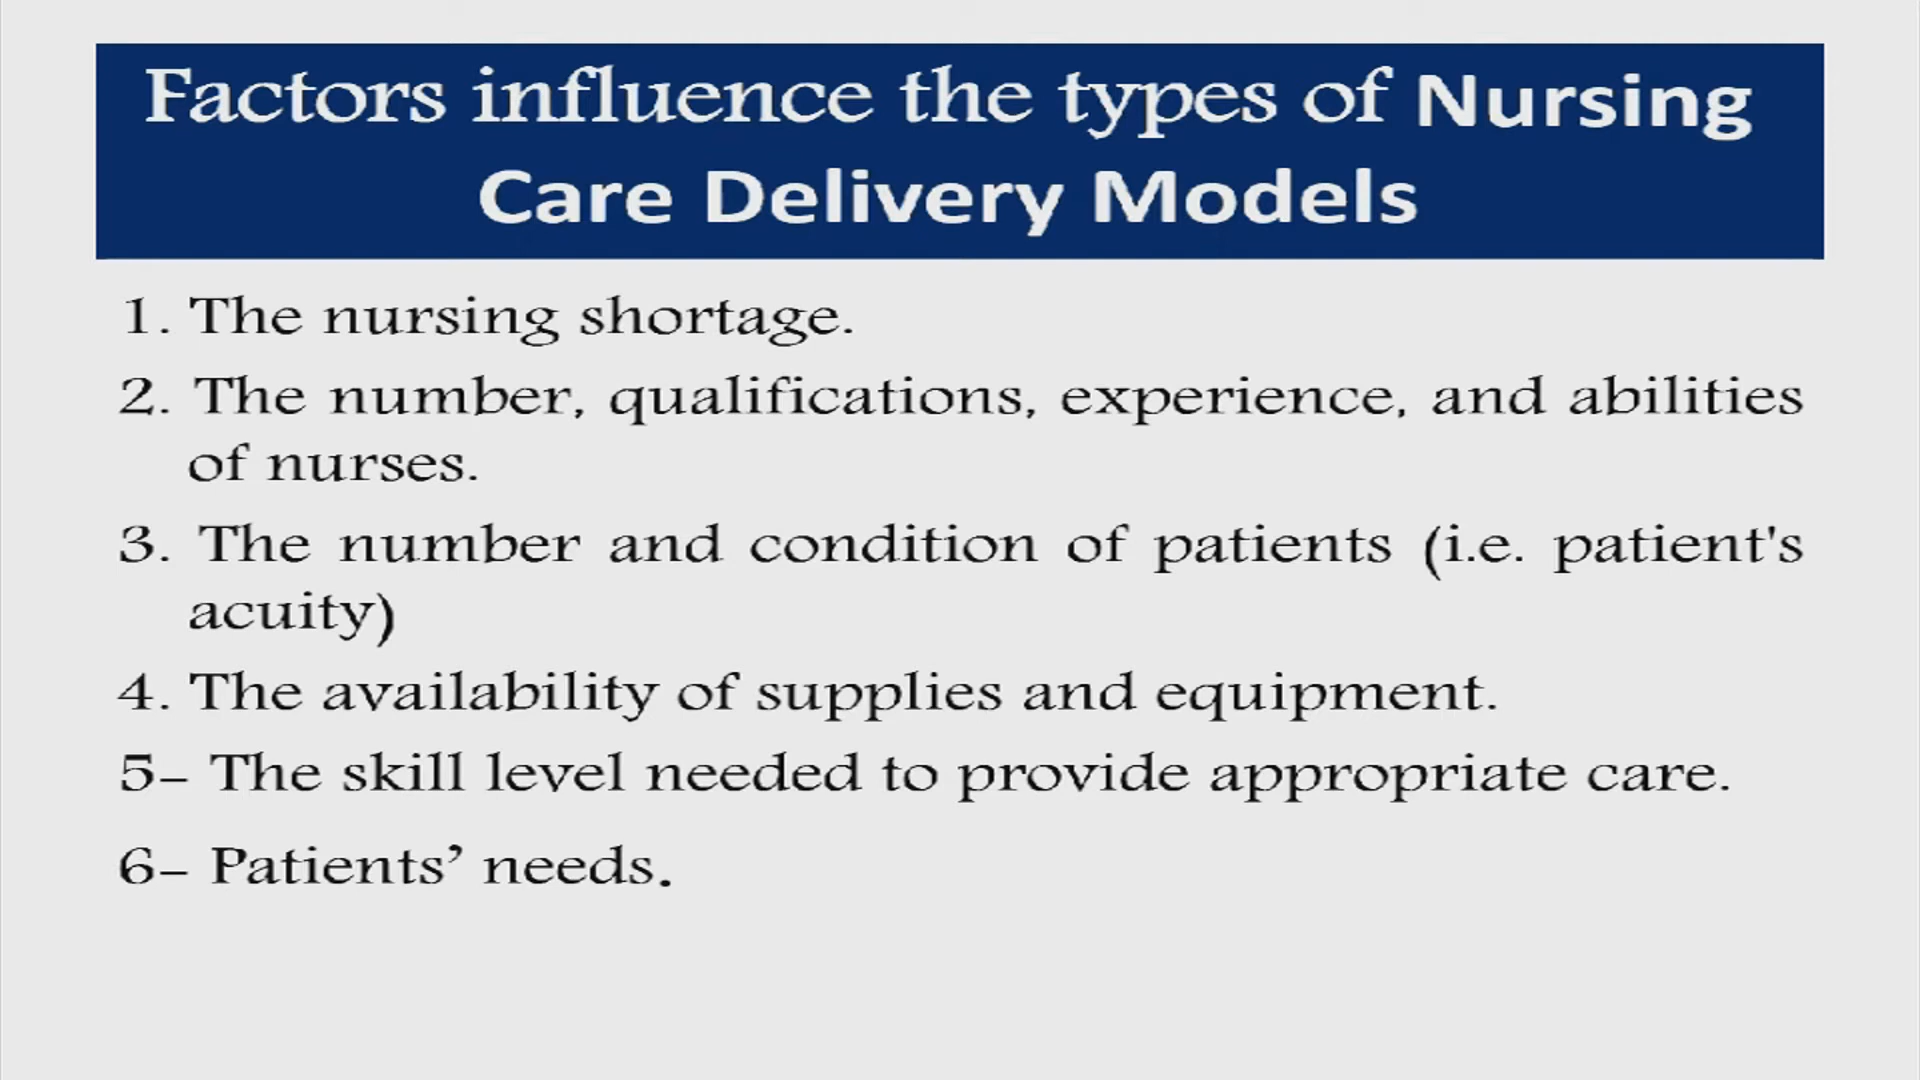 Factors influence the types of Nursing
Care Delivery Models
1. The nursing shortage.
2. The number, qualifications, experience, and abilities
of nurses.
3. The number and condition of patients (i.e. patient's
acuity)
4. The availability of supplies and equipment.
5- The skill level needed to provide appropriate care.
6- Patients’ needs.